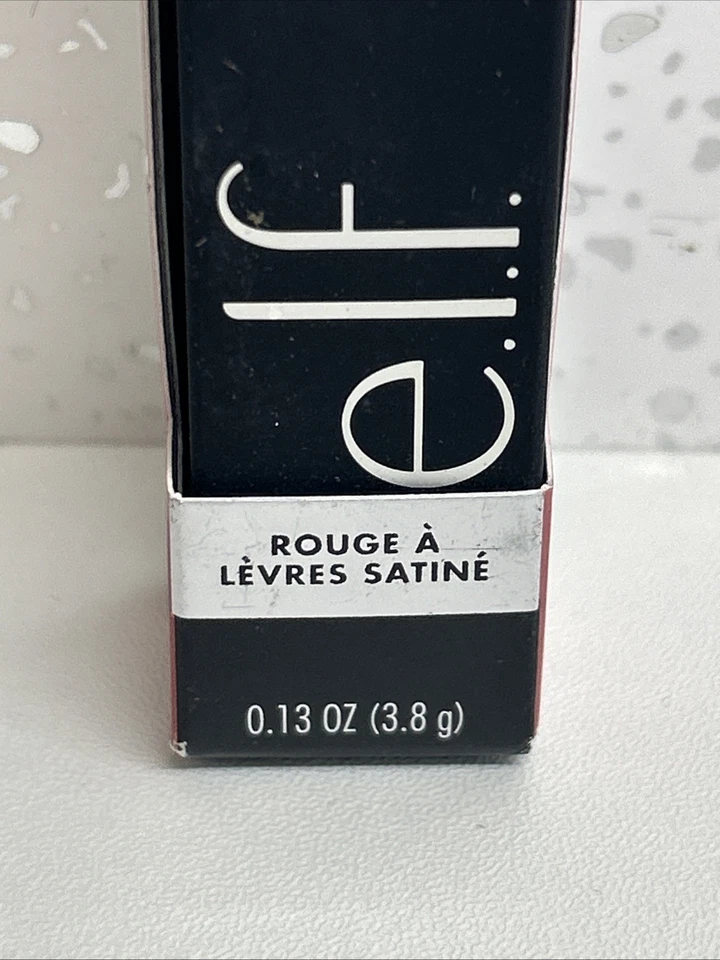 e.l.f.
ROUGE À
LÈVRES SATINÉ
0.13 OZ (3.8 g)